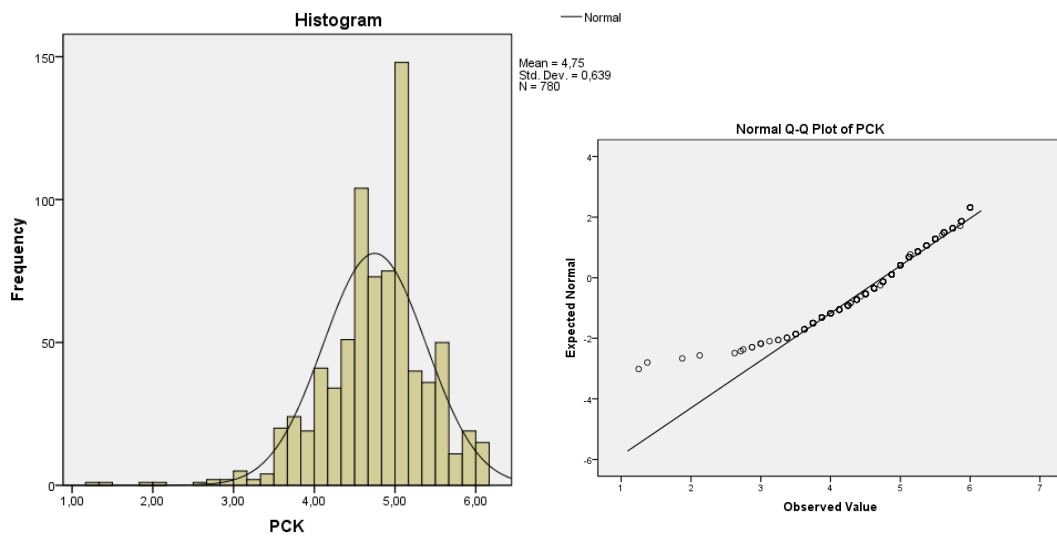 Histogram
Normal
Mean = 4,75
Std. Dev. = 0,639
N = 780
Frequency
150
100
50
0
1,00 2,00 3,00 4,00 5,00 6,00
PCK
Normal Q-Q Plot of PCK
Expected Normal
4
2
0
-2
-4
-6
1 2 3 4 5 6 7
Observed Value